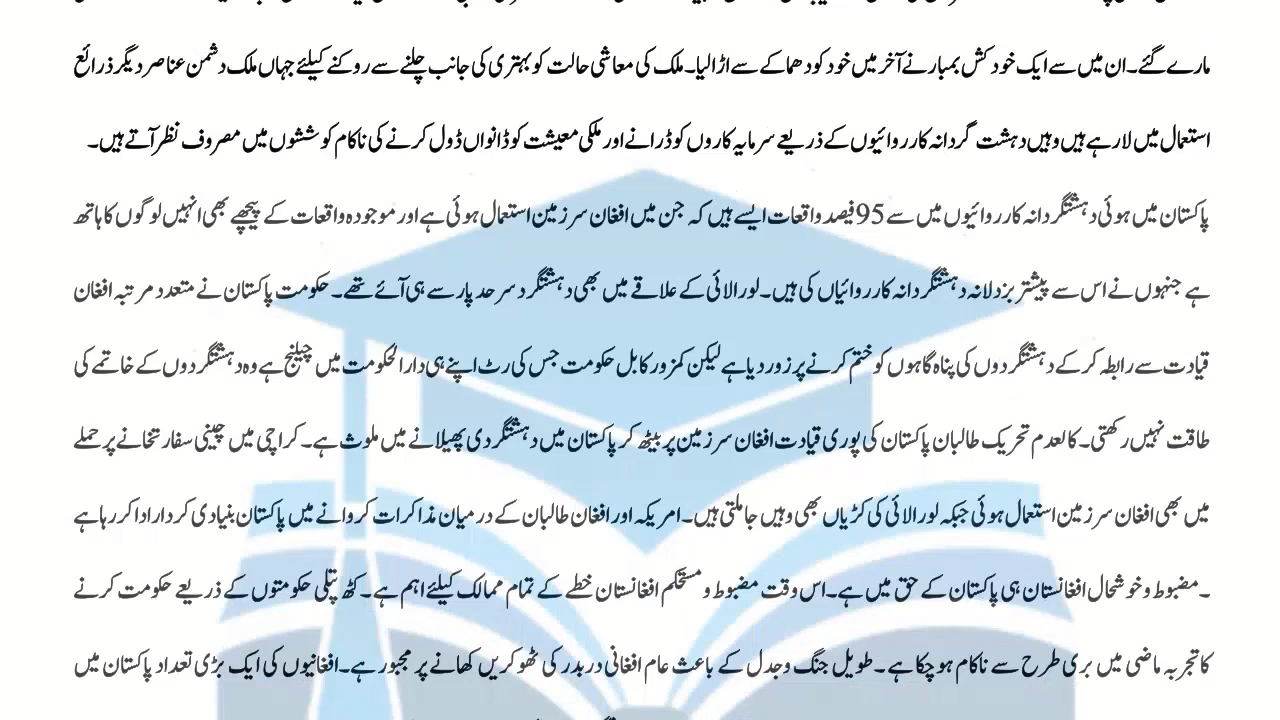 مارے گئے۔ان میں سے ایک خودکش بمبار نے آخر میں خود کو دھماکے سے اڑالیا۔ملک کی معاشی حالت کو بہتری کی جانب چلنے سے روکنے کیلئے جہاں ملک دشمن عناصر دیگر ذرائع
استعمال میں لارہے ہیں وہیں دہشت گردانہ کارروائیوں کے ذریعے سرمایہ کاروں کو ڈرانے اور ملکی معیشت کو ڈانواں ڈول کرنے کی ناکام کوششوں میں مصروف نظر آتے ہیں۔
پاکستان میں ہوئی دہشتگردانہ کارروائیوں میں سے 95 فیصد واقعات ایسے ہیں کہ جن میں افغان سرزمین استعمال ہوئی ہے اور موجودہ واقعات کے پیچھے بھی انہیں لوگوں کا ہاتھ
ہے جنہوں نے اس سے پیشتر بزدلانہ دہشتگردانہ کارروائیاں کی ہیں۔لورالائی کے علاقے میں بھی دہشتگرد سرحد پار سے ہی آئے تھے۔حکومت پاکستان نے متعدد مرتبہ افغان
قیادت سے رابطہ کرکے دہشتگردوں کی پناہ گاہوں کو ختم کرنے پر زور دیا ہے لیکن کمزور کابل حکومت جس کی رٹ اپنے ہی دارالحکومت میں چیلنج ہے وہ دہشتگردوں کے خاتمے کی
طاقت نہیں رکھتی۔کالعدم تحریک طالبان پاکستان کی پوری قیادت افغان سرزمین پر بیٹھ کر پاکستان میں دہشتگردی پھیلانے میں ملوث ہے۔کراچی میں چینی سفارتخانے پر حملے
میں بھی افغان سرزمین استعمال ہوئی جبکہ لورالائی کی کڑیاں بھی وہیں جاملتی ہیں۔امریکہ اور افغان طالبان کے درمیان مذاکرات کروانے میں پاکستان بنیادی کردار ادا کر رہا ہے
۔مضبوط و خوشحال افغانستان ہی پاکستان کے حق میں ہے۔اس وقت مضبوط و مستحکم افغانستان خطے کے تمام ممالک کیلئے اہم ہے۔کٹھ پتلی حکومتوں کے ذریعے حکومت کرنے
کا تجربہ ماضی میں بری طرح سے ناکام ہو چکا ہے۔طویل جنگ و جدل کے باعث عام افغانی دربدر کی ٹھوکریں کھانے پر مجبور ہے۔افغانیوں کی ایک بڑی تعداد پاکستان میں